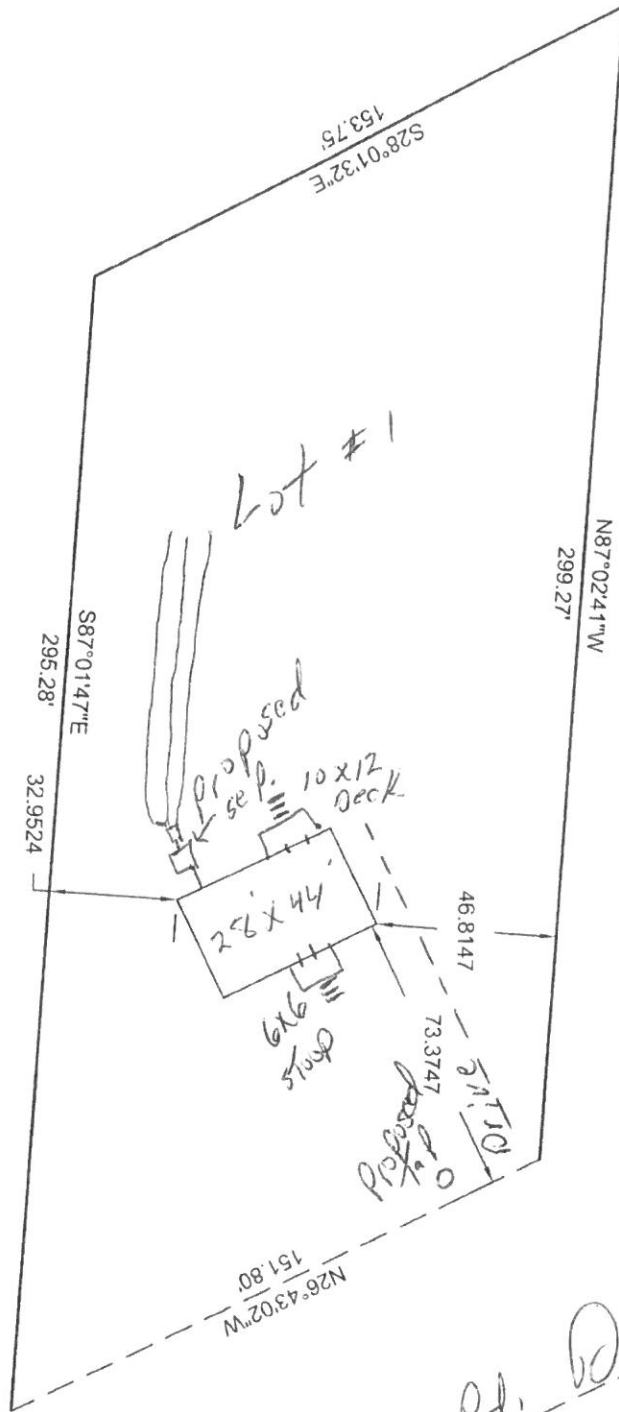 S28°01'32"E
153.75'
N87°02'41"W
299.27'
Lot # 1
S87°01'47"E
295.28'
32.9524
proposed
sep.
10 x 12
Deck
28' x 44'
46.8147
73.3747
6x6
stoop
Drive
proposed
Tap
N26°43'02"W
151.80'